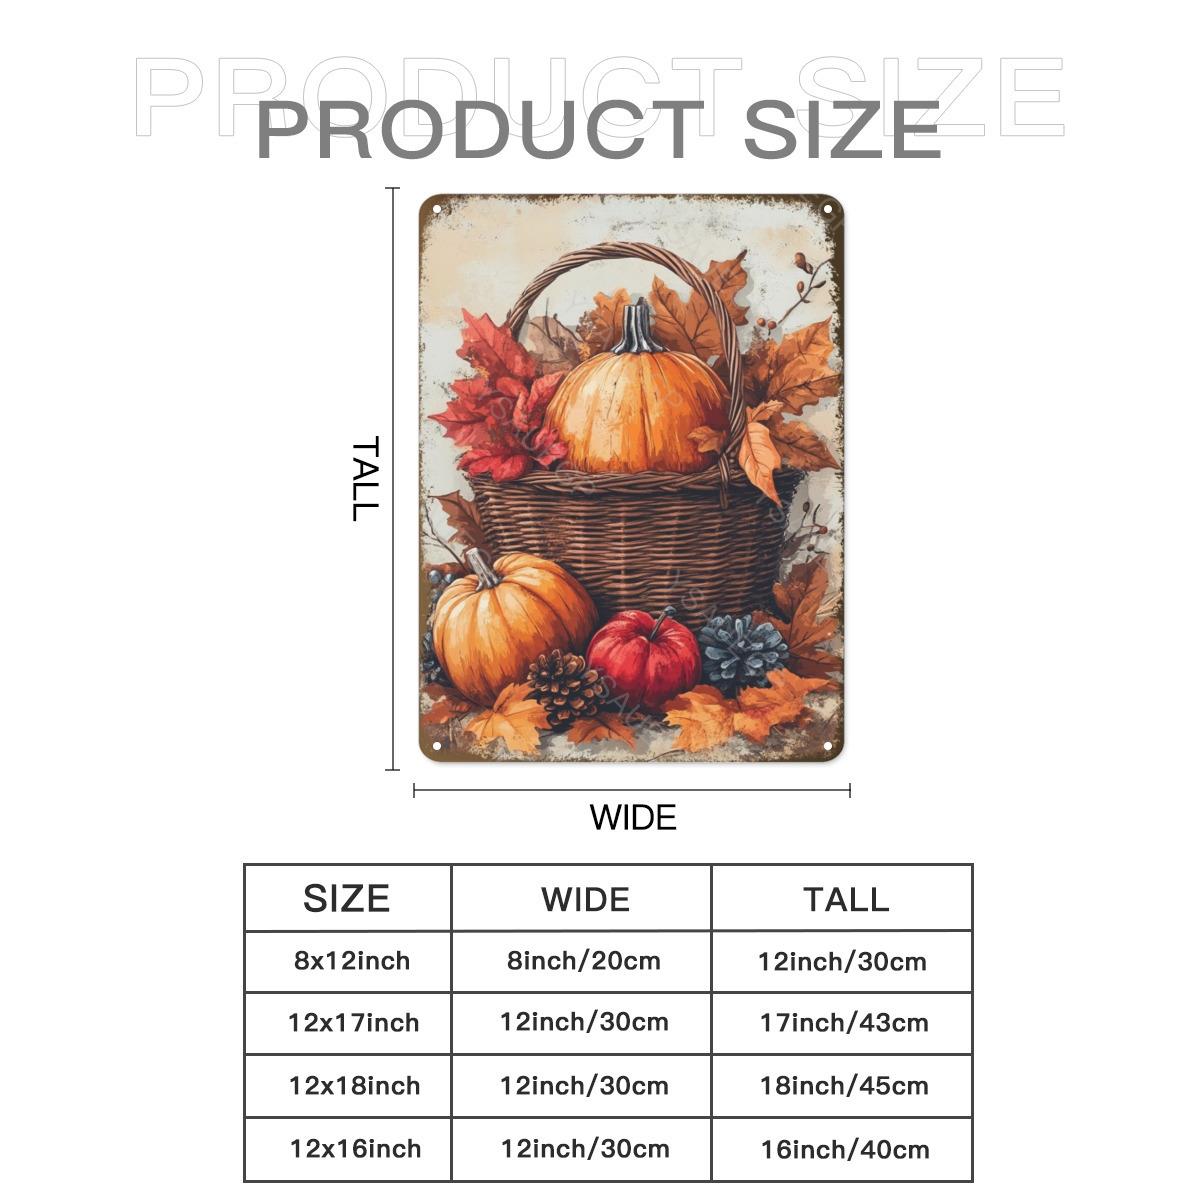 PRODUCT SIZE
PRODUCT SIZE
TALL
WIDE
SIZE WIDE TALL
8x12inch 8inch/20cm 12inch/30cm
12x17inch 12inch/30cm 17inch/43cm
12x18inch 12inch/30cm 18inch/45cm
12x16inch 12inch/30cm 16inch/40cm